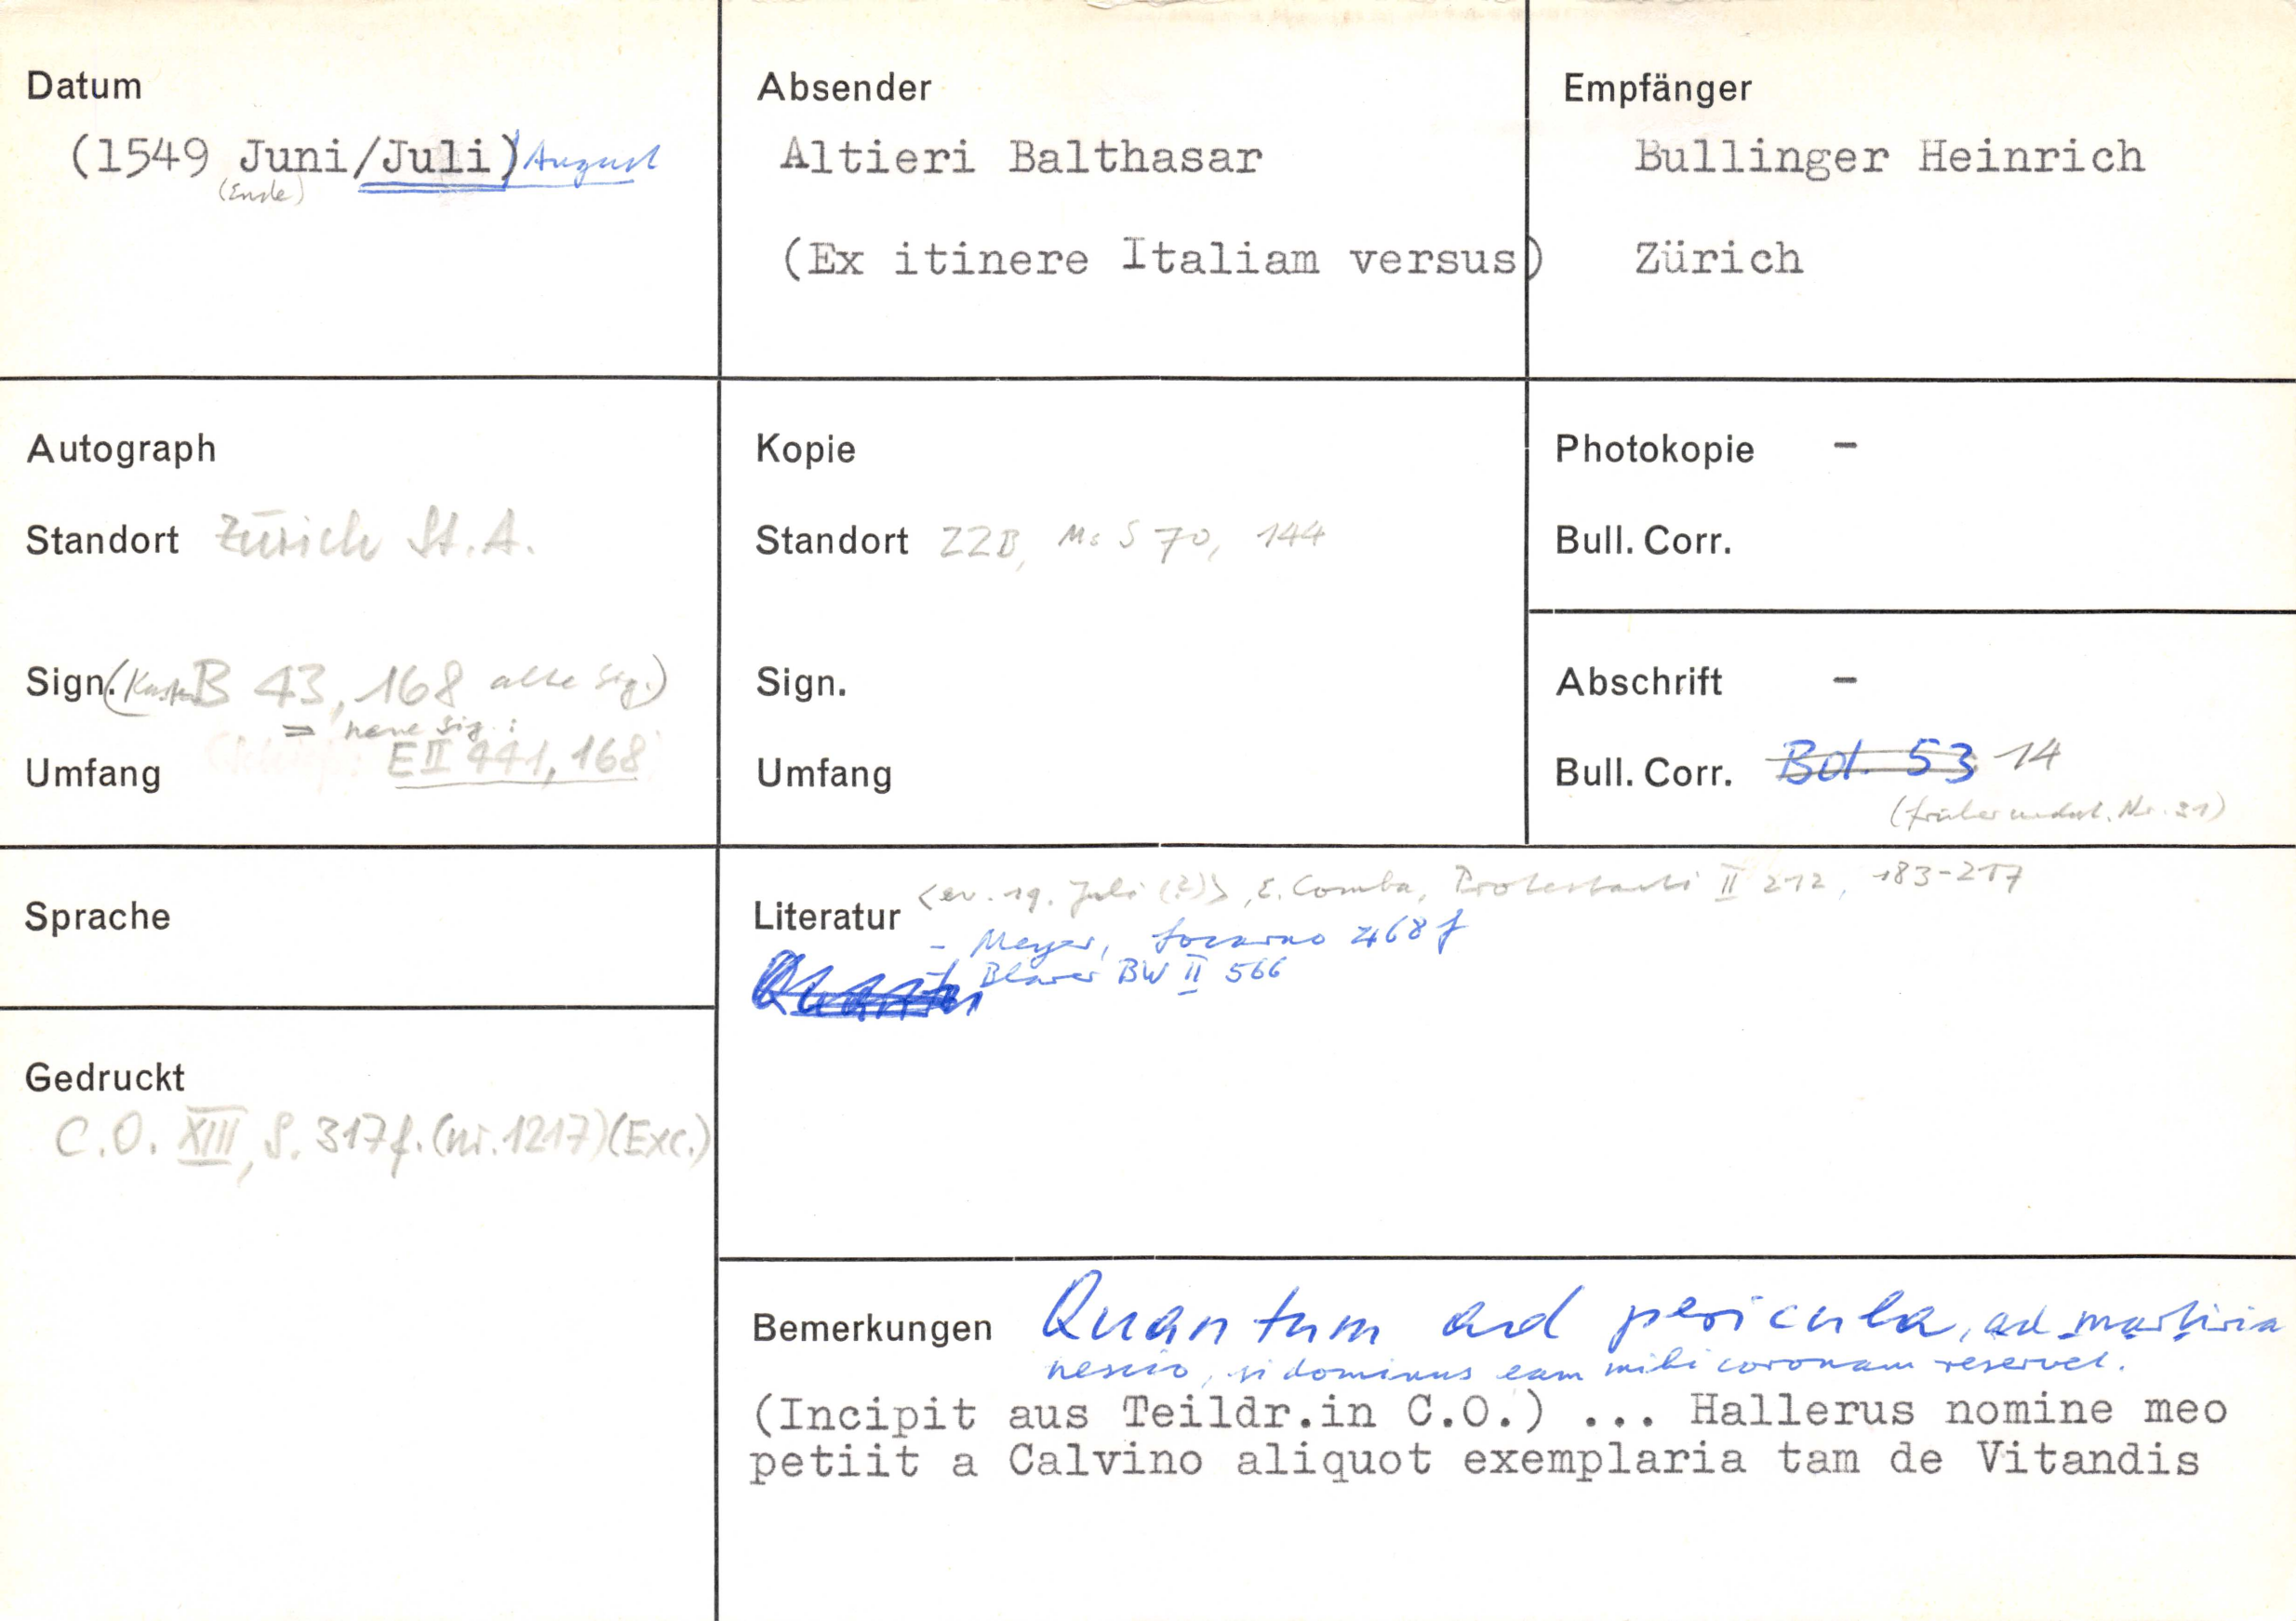 Datum
(1549 Juni/Juli) August
(Ende)
Absender
Altieri Balthasar
(Ex itinere Italiam versus)
Empfänger
Bullinger Heinrich
Zürich
Autograph
Standort Zürich St. A.
Sign. (Kasten B 43, 168 alte Sig.)
= neue Sig.:
E II 441, 168
Umfang
Kopie
Standort ZZB, Ms S 70, 144
Sign.
Umfang
Photokopie -
Bull. Corr.
Abschrift -
Bull. Corr. Bd. 53 14
(früher undat. Nr. 21)
Sprache
Gedruckt
C.O. XIII, S. 317f. (nr. 1217) (Exc.)
Literatur <ev. 19. Juli (?)>, E. Comba, Protestanti II 212, 183-217
- Meyer, Locarno 468 f
- Blarer BW II 566
Bemerkungen Quantum ad pericula, ad martiria
nescio, si dominus eam mihi coronam reservet.
(Incipit aus Teildr.in C.O.) ... Hallerus nomine meo
petiit a Calvino aliquot exemplaria tam de Vitandis